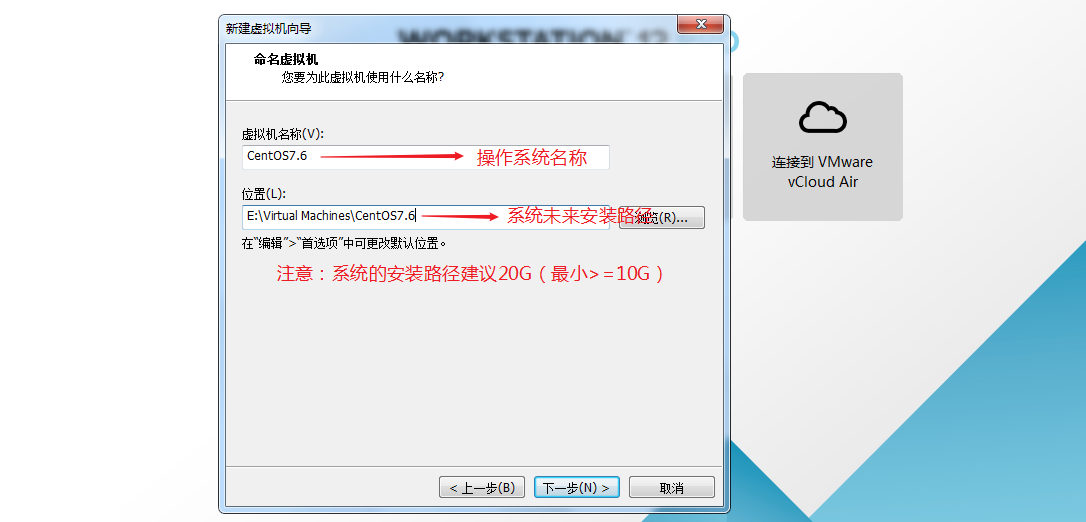 新建虚拟机向导
WORKSTATION 12
命名虚拟机
您要为此虚拟机使用什么名称?
虚拟机名称(V):
CentOS7.6
操作系统名称
位置(L):
E:\Virtual Machines\CentOS7.6
系统未来安装路径
浏览(R)...
在“编辑”>“首选项”中可更改默认位置。
注意：系统的安装路径建议20G（最小>=10G）
连接到 VMware
vCloud Air
< 上一步(B)
下一步(N) >
取消